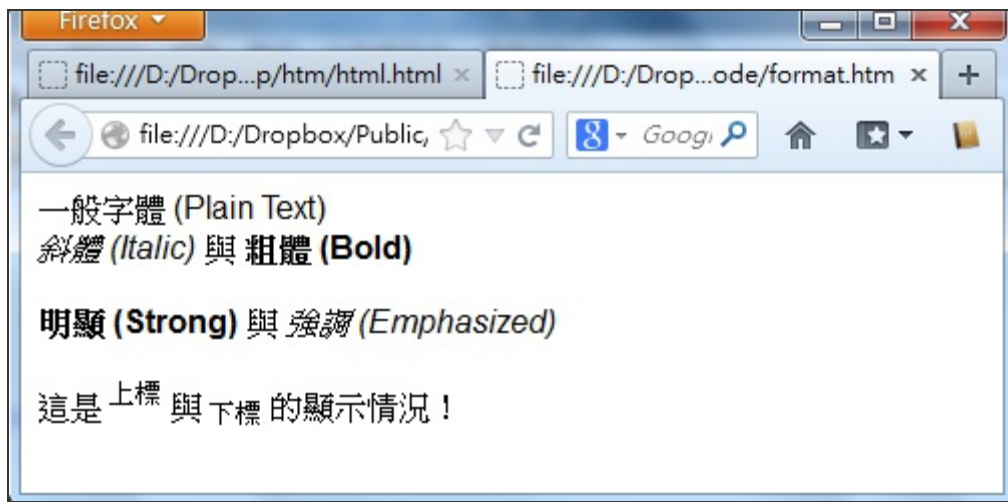 Firefox
file:///D:/Drop...p/htm/html.html
file:///D:/Drop...ode/format.htm
file:///D:/Dropbox/Public,
Googl
一般字體 (Plain Text)
斜體 (Italic) 與 粗體 (Bold)
明顯 (Strong) 與 強調 (Emphasized)
這是 上標 與 下標 的顯示情況！